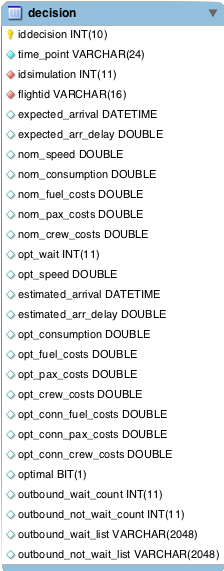 decision
iddecision INT(10)
time_point VARCHAR(24)
idsimulation INT(11)
flightid VARCHAR(16)
expected_arrival DATETIME
expected_arr_delay DOUBLE
nom_speed DOUBLE
nom_consumption DOUBLE
nom_fuel_costs DOUBLE
nom_pax_costs DOUBLE
nom_crew_costs DOUBLE
opt_wait INT(11)
opt_speed DOUBLE
estimated_arrival DATETIME
estimated_arr_delay DOUBLE
opt_consumption DOUBLE
opt_fuel_costs DOUBLE
opt_pax_costs DOUBLE
opt_crew_costs DOUBLE
opt_conn_fuel_costs DOUBLE
opt_conn_pax_costs DOUBLE
opt_conn_crew_costs DOUBLE
optimal BIT(1)
outbound_wait_count INT(11)
outbound_not_wait_count INT(11)
outbound_wait_list VARCHAR(2048)
outbound_not_wait_list VARCHAR(2048)